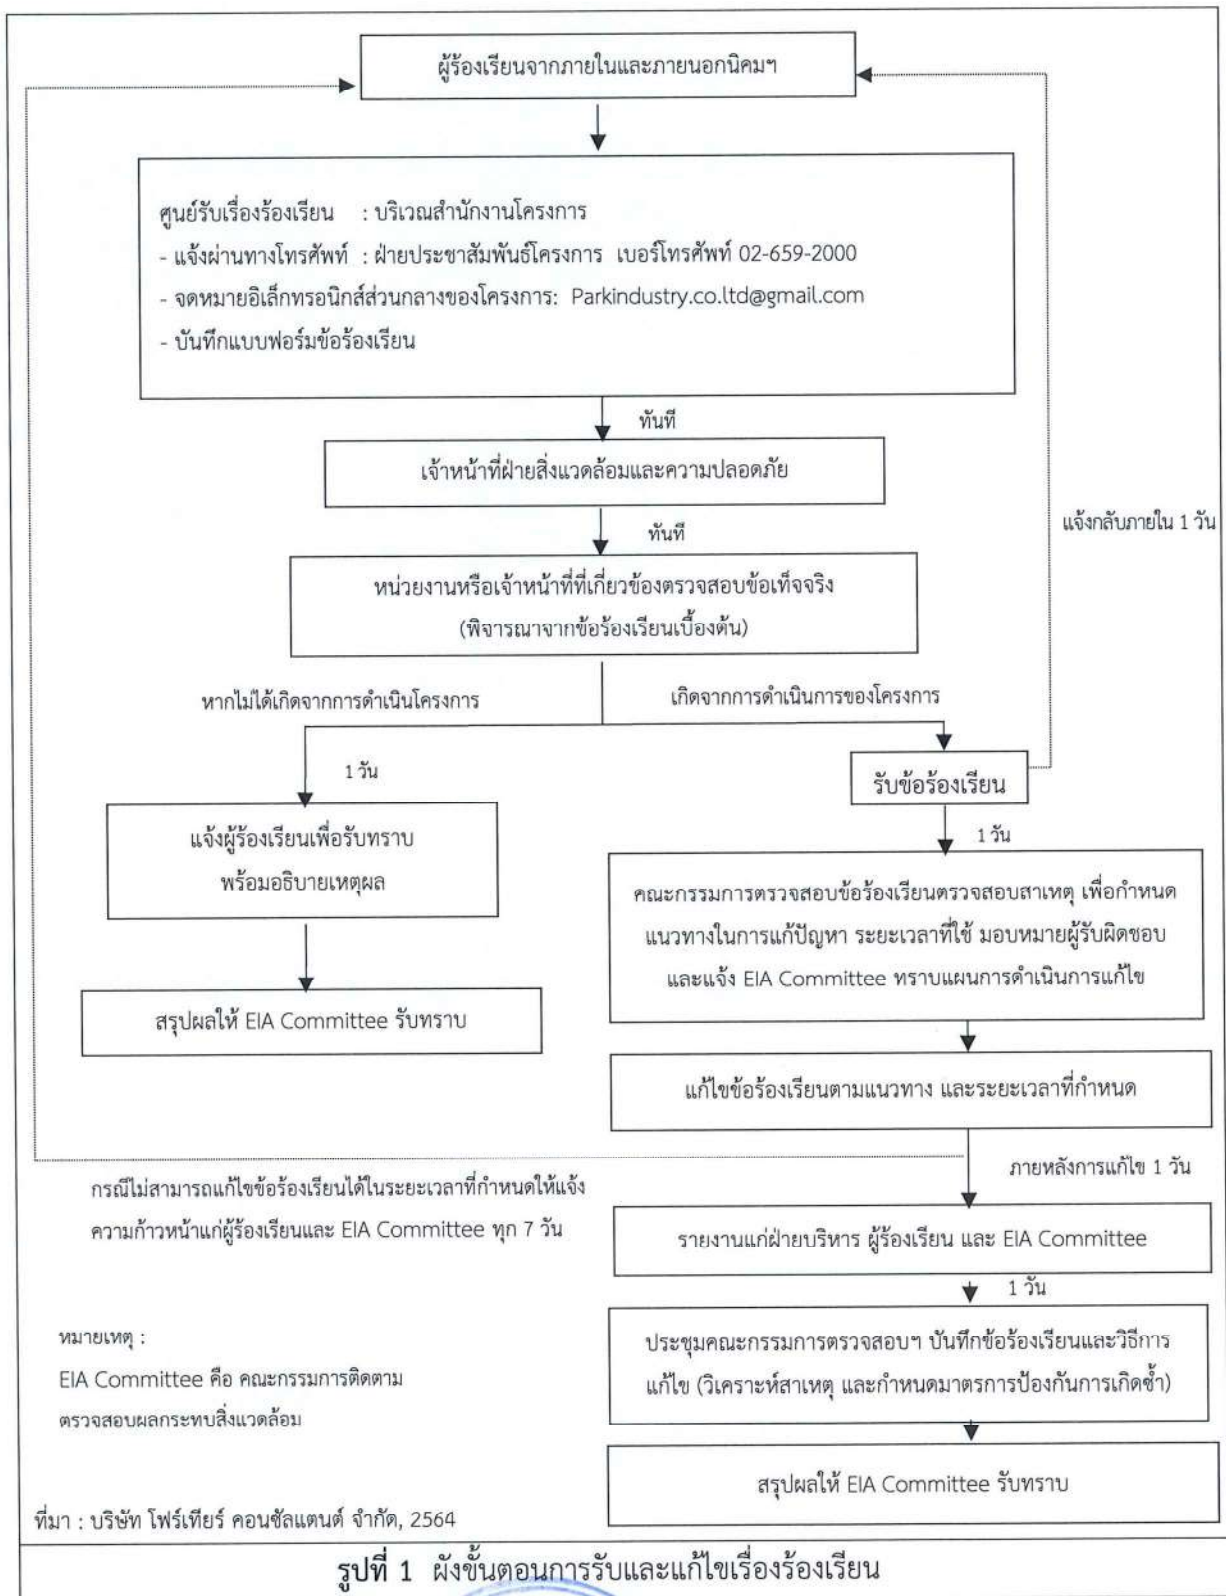 ผู้ร้องเรียนจากภายในและภายนอกนิคมฯ
ศูนย์รับเรื่องร้องเรียน : บริเวณสำนักงานโครงการ
- แจ้งผ่านทางโทรศัพท์ : ฝ่ายประชาสัมพันธ์โครงการ เบอร์โทรศัพท์ 02-659-2000
- จดหมายอิเล็กทรอนิกส์ส่วนกลางของโครงการ: Parkindustry.co.ltd@gmail.com
- บันทึกแบบฟอร์มข้อร้องเรียน
ทันที
เจ้าหน้าที่ฝ่ายสิ่งแวดล้อมและความปลอดภัย
แจ้งกลับภายใน 1 วัน
ทันที
หน่วยงานหรือเจ้าหน้าที่ที่เกี่ยวข้องตรวจสอบข้อเท็จจริง
(พิจารณาจากข้อร้องเรียนเบื้องต้น)
หากไม่ได้เกิดจากการดำเนินโครงการ
เกิดจากการดำเนินการของโครงการ
1 วัน
รับข้อร้องเรียน
แจ้งผู้ร้องเรียนเพื่อรับทราบ
พร้อมอธิบายเหตุผล
1 วัน
คณะกรรมการตรวจสอบข้อร้องเรียนตรวจสอบสาเหตุ เพื่อกำหนด
แนวทางในการแก้ปัญหา ระยะเวลาที่ใช้ มอบหมายผู้รับผิดชอบ
และแจ้ง EIA Committee ทราบแผนการดำเนินการแก้ไข
สรุปผลให้ EIA Committee รับทราบ
แก้ไขข้อร้องเรียนตามแนวทาง และระยะเวลาที่กำหนด
ภายหลังการแก้ไข 1 วัน
กรณีไม่สามารถแก้ไขข้อร้องเรียนได้ในระยะเวลาที่กำหนดให้แจ้ง
ความก้าวหน้าแก่ผู้ร้องเรียนและ EIA Committee ทุก 7 วัน
รายงานแก่ฝ่ายบริหาร ผู้ร้องเรียน และ EIA Committee
1 วัน
ประชุมคณะกรรมการตรวจสอบฯ บันทึกข้อร้องเรียนและวิธีการ
แก้ไข (วิเคราะห์สาเหตุ และกำหนดมาตรการป้องกันการเกิดซ้ำ)
หมายเหตุ :
EIA Committee คือ คณะกรรมการติดตาม
ตรวจสอบผลกระทบสิ่งแวดล้อม
สรุปผลให้ EIA Committee รับทราบ
ที่มา : บริษัท โฟร์เทียร์ คอนซัลแตนต์ จำกัด, 2564
รูปที่ 1 ผังขั้นตอนการรับและแก้ไขเรื่องร้องเรียน